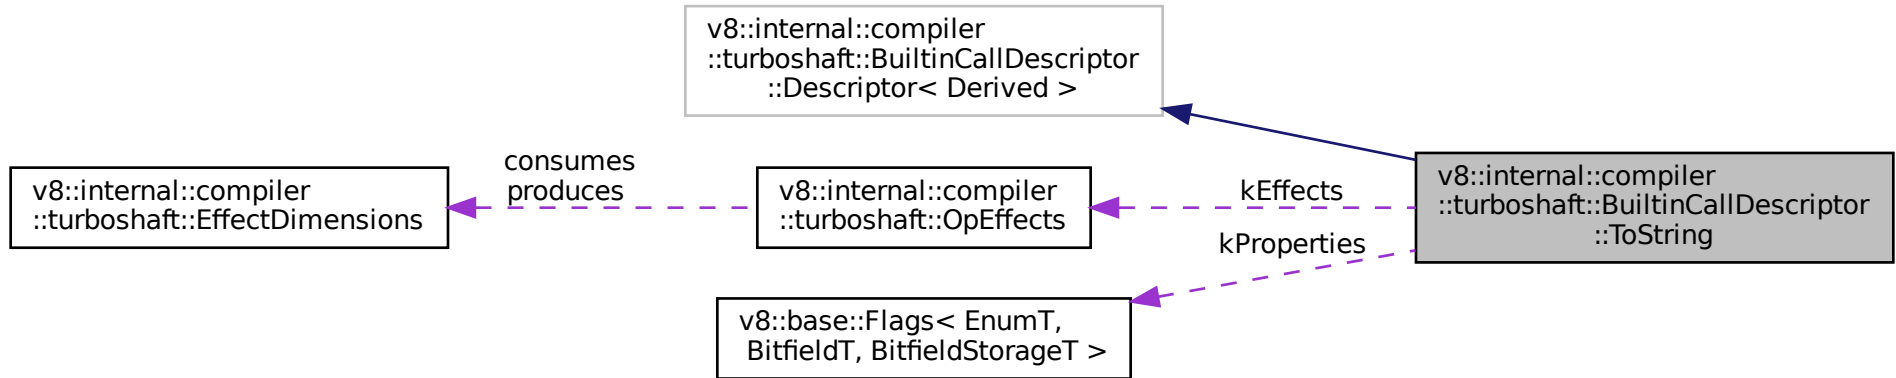 v8::internal::compiler
::turboshaft::BuiltinCallDescriptor
::Descriptor< Derived >
v8::internal::compiler
::turboshaft::EffectDimensions
consumes
produces
v8::internal::compiler
::turboshaft::OpEffects
kEffects
kProperties
v8::internal::compiler
::turboshaft::BuiltinCallDescriptor
::ToString
v8::base::Flags< EnumT,
BitfieldT, BitfieldStorageT >